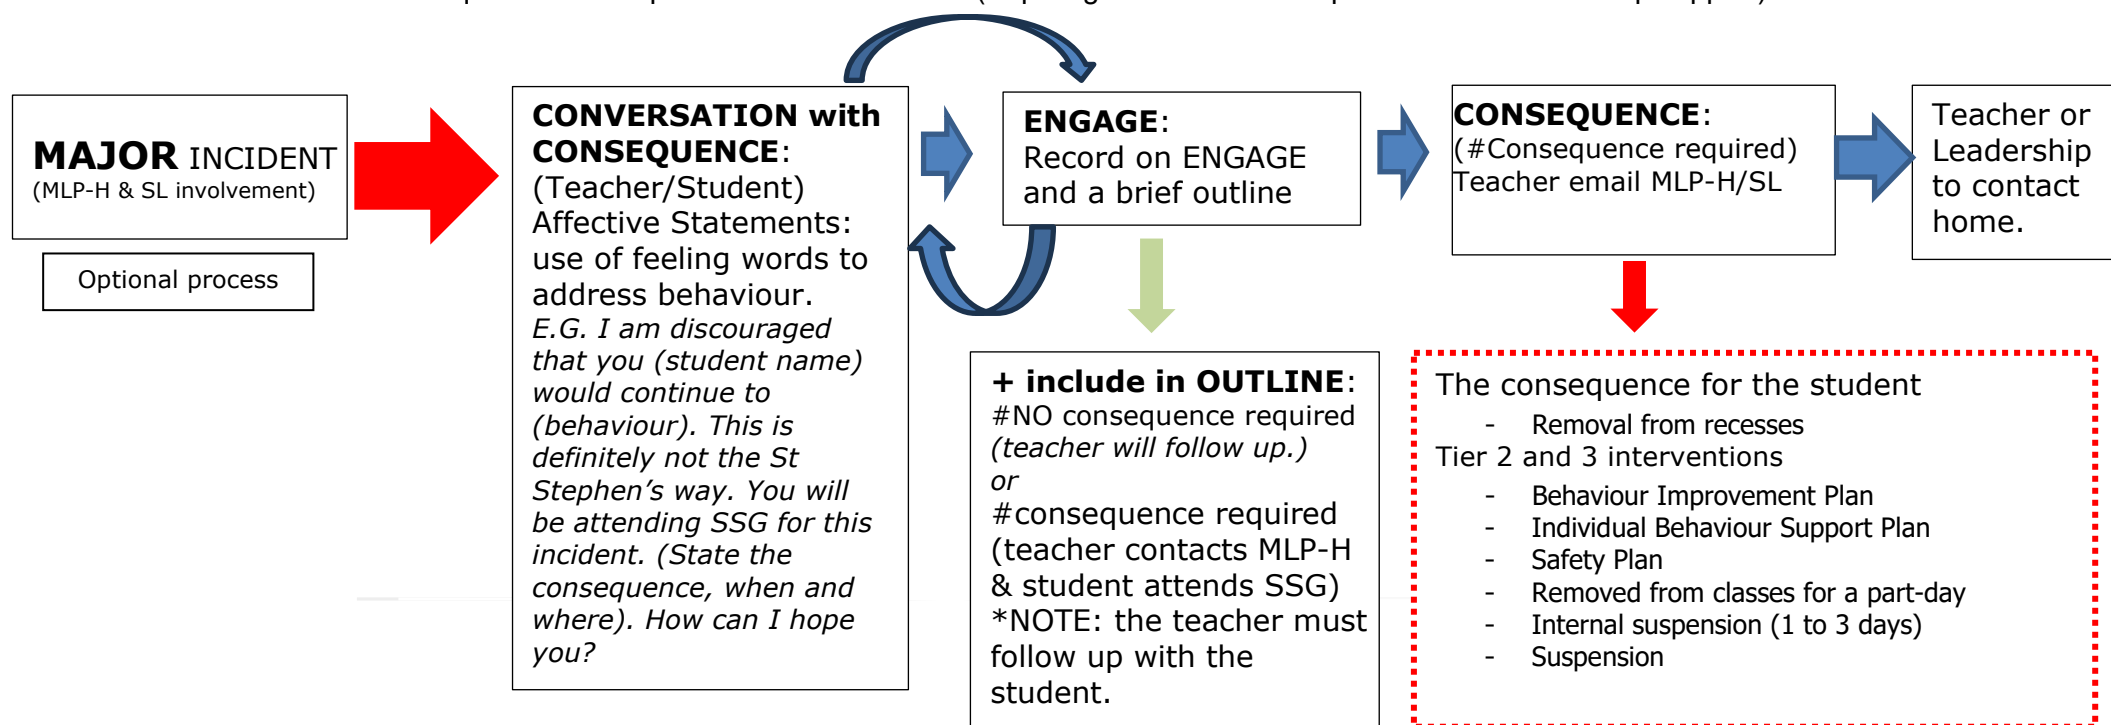 MAJOR INCIDENT
(MLP-H & SL involvement)
Optional process
CONVERSATION with
CONSEQUENCE:
(Teacher/Student)
Affective Statements:
use of feeling words to
address behaviour.
E.G. I am discouraged
that you (student name)
would continue to
(behaviour). This is
definitely not the St
Stephen’s way. You will
be attending SSG for this
incident. (State the
consequence, when and
where). How can I hope
you?
ENGAGE:
Record on ENGAGE
and a brief outline
+ include in OUTLINE:
#NO consequence required
(teacher will follow up.)
or
#consequence required
(teacher contacts MLP-H
& student attends SSG)
*NOTE: the teacher must
follow up with the
student.
CONSEQUENCE:
(#Consequence required)
Teacher email MLP-H/SL
The consequence for the student
- Removal from recesses
Tier 2 and 3 interventions
- Behaviour Improvement Plan
- Individual Behaviour Support Plan
- Safety Plan
- Removed from classes for a part-day
- Internal suspension (1 to 3 days)
- Suspension
Teacher or
Leadership
to contact
home.